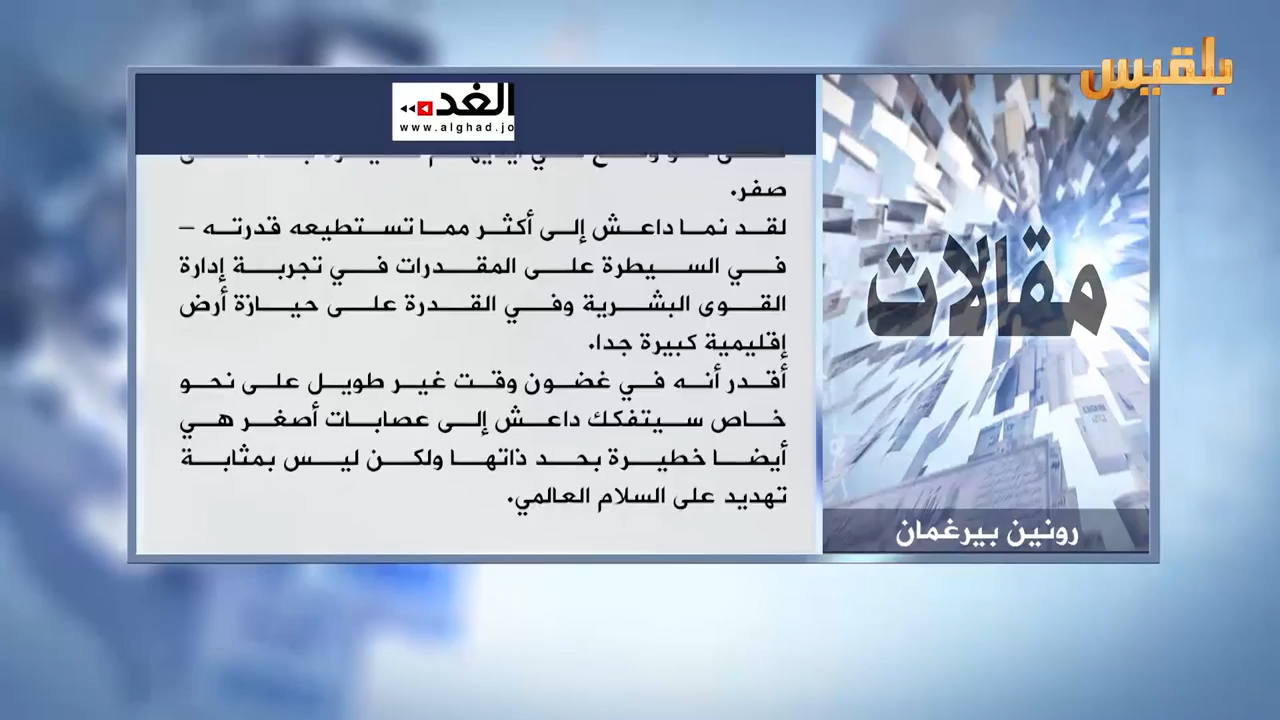 بلقيس
الغد
www.alghad.jo
صفر.
لقد نما داعش إلى أكثر مما تستطيعه قدرته –
في السيطرة على المقدرات في تجربة إدارة
القوى البشرية وفي القدرة على حيازة أرض
إقليمية كبيرة جدا.
أقدر أنه في غضون وقت غير طويل على نحو
خاص سيتفكك داعش إلى عصابات أصغر هي
أيضا خطيرة بحد ذاتها ولكن ليس بمثابة
تهديد على السلام العالمي.
مقالات
رونين بيرغمان